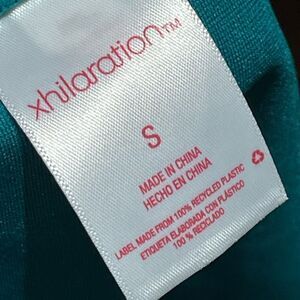 xhilaration™
S
MADE IN CHINA
HECHO EN CHINA
LABEL MADE FROM 100% RECYCLED PLASTIC
ETIQUETA ELABORADA CON PLÁSTICO
100 % RECICLADO